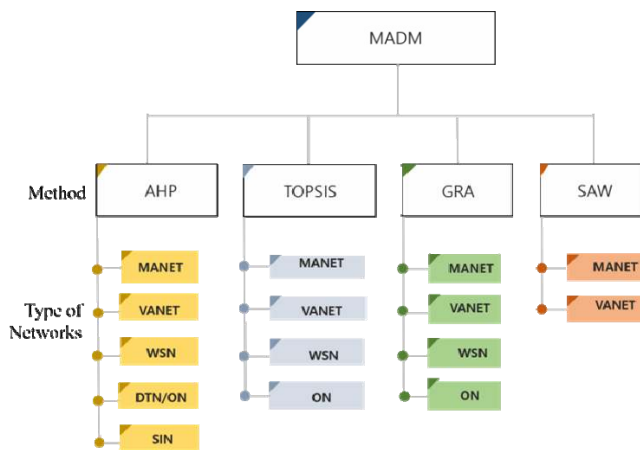 MADM
Method
AHP
TOPSIS
GRA
SAW
Type of
Networks
MANET
VANET
WSN
DTN/ON
SIN
MANET
VANET
WSN
ON
MANET
VANET
WSN
ON
MANET
VANET